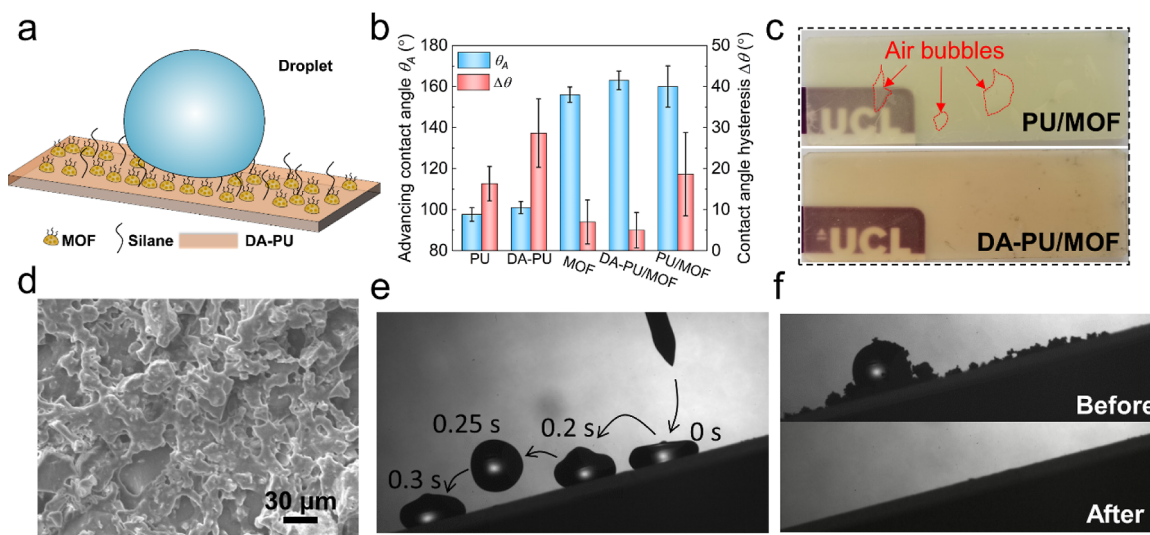 a
Droplet
MOF
Silane
DA-PU
b
Advancing contact angle θA (°)
180
160
140
120
100
80
θA
Δθ
50
40
30
20
10
0
Contact angle hysteresis Δθ (°)
PU
DA-PU
MOF
DA-PU/MOF
PU/MOF
c
Air bubbles
UCL
PU/MOF
UCL
DA-PU/MOF
d
30 µm
e
0.25 s
0.2 s
0 s
0.3 s
f
Before
After